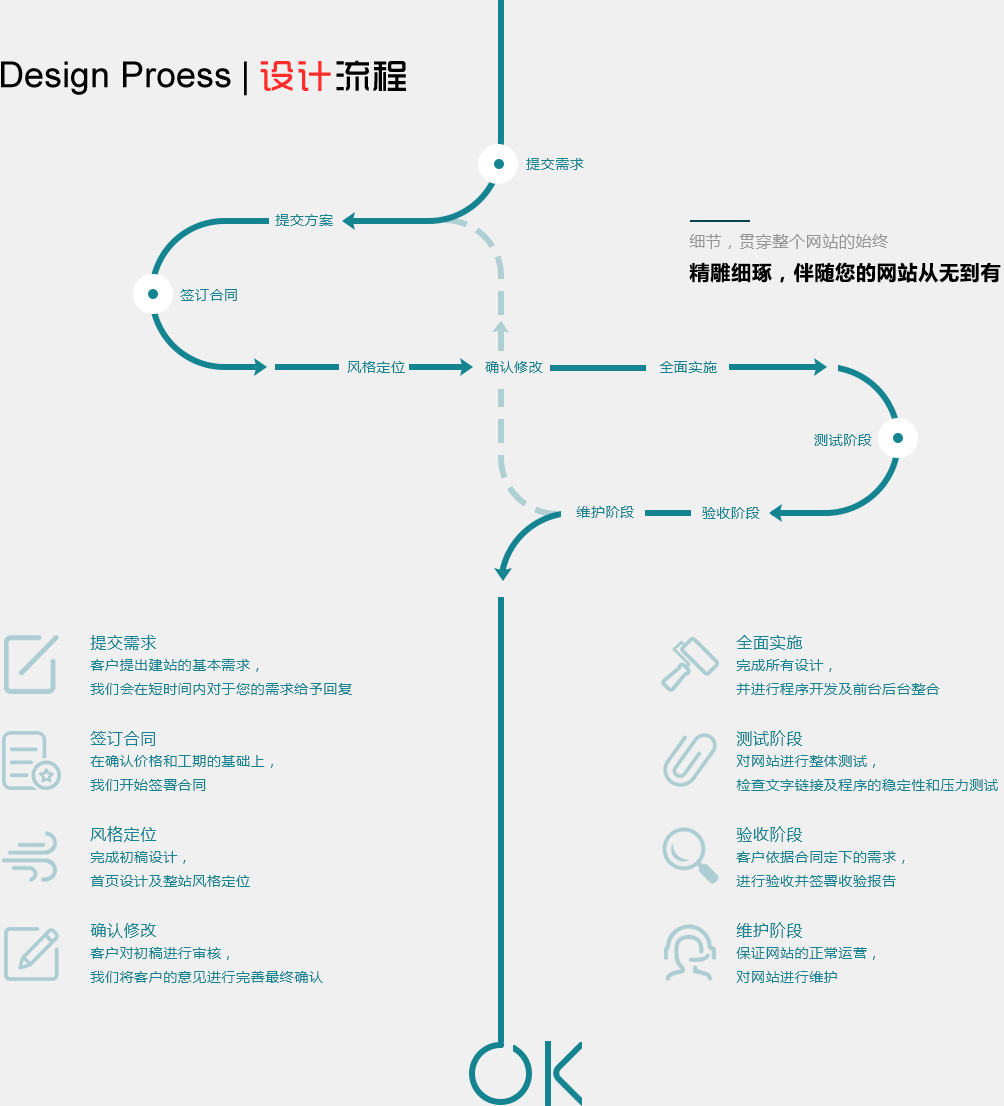 Design Proess | 设计流程
提交需求
提交方案
细节，贯穿整个网站的始终
精雕细琢，伴随您的网站从无到有
签订合同
风格定位
确认修改
全面实施
测试阶段
维护阶段
验收阶段
提交需求
客户提出建站的基本需求，
我们会在短时间内对于您的需求给予回复
签订合同
在确认价格和工期的基础上，
我们开始签署合同
风格定位
完成初稿设计，
首页设计及整站风格定位
确认修改
客户对初稿进行审核，
我们将客户的意见进行完善最终确认
全面实施
完成所有设计，
并进行程序开发及前台后台整合
测试阶段
对网站进行整体测试，
检查文字链接及程序的稳定性和压力测试
验收阶段
客户依据合同定下的需求，
进行验收并签署收验报告
维护阶段
保证网站的正常运营，
对网站进行维护
OK